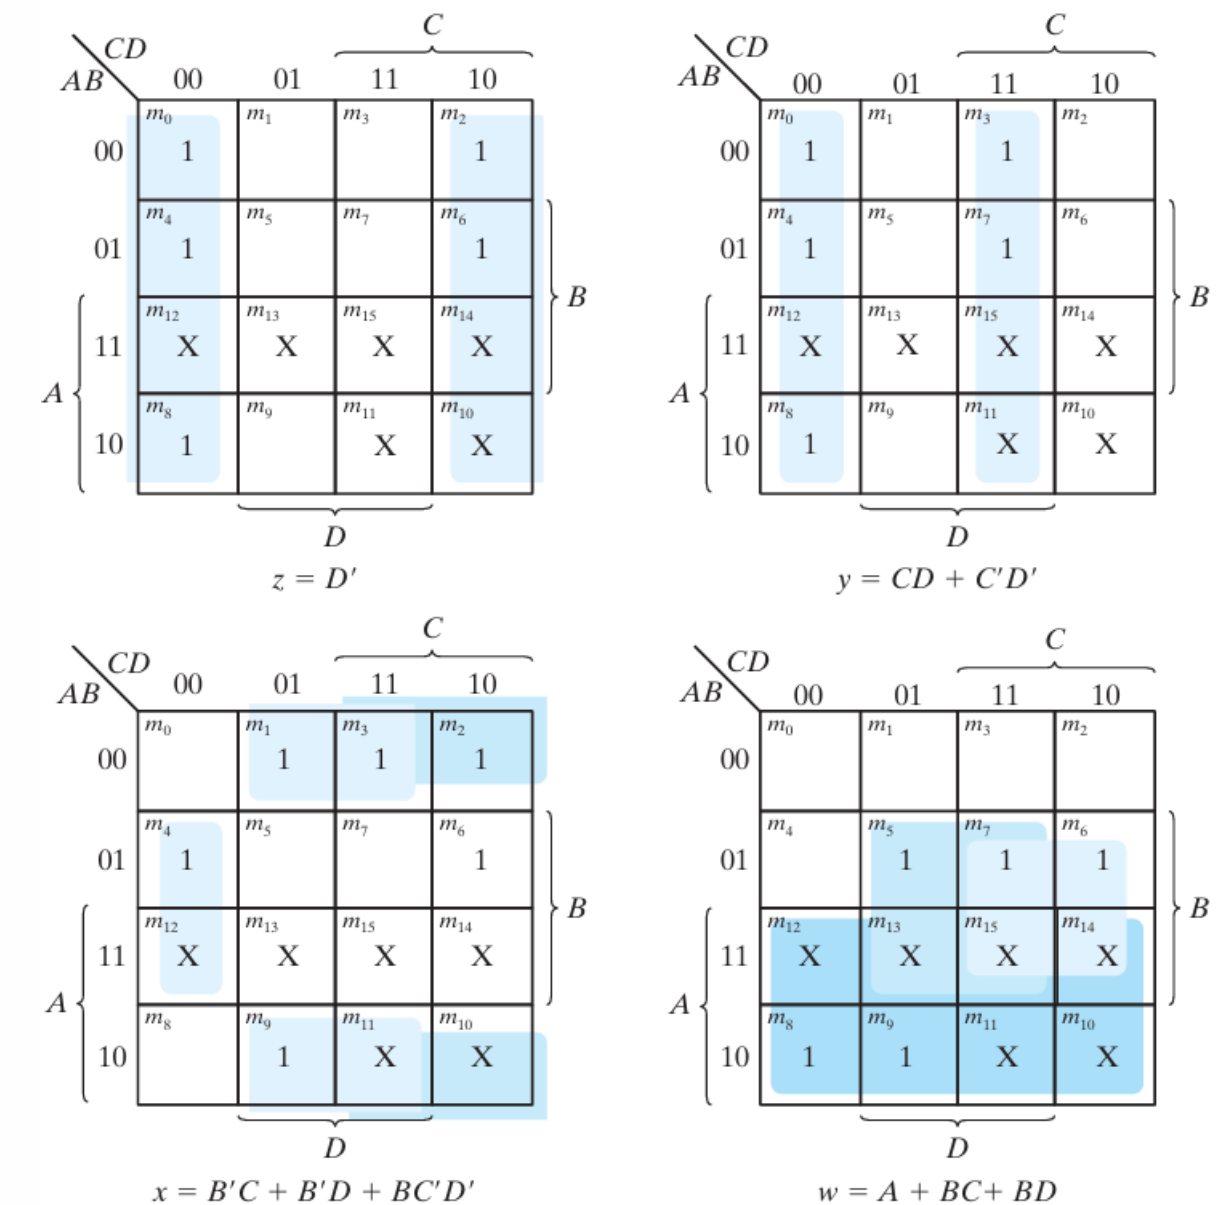 C C
CD CD
AB 00 01 11 10 AB 00 01 11 10
m0 m1 m3 m2 m0 m1 m3 m2
00 1 1 00 1 1
m4 m5 m7 m6 m4 m5 m7 m6
01 1 1 01 1 1
B B
m12 m13 m15 m14 m12 m13 m15 m14
11 X X X X 11 X X X X
A A
m8 m9 m11 m10 m8 m9 m11 m10
10 1 X X 10 1 X X
D D
z = D′ y = CD + C′D′
C C
CD CD
AB 00 01 11 10 AB 00 01 11 10
m0 m1 m3 m2 m0 m1 m3 m2
00 1 1 1 00
m4 m5 m7 m6 m4 m5 m7 m6
01 1 1 01 1 1 1
B B
m12 m13 m15 m14 m12 m13 m15 m14
11 X X X X 11 X X X X
A A
m8 m9 m11 m10 m8 m9 m11 m10
10 1 X X 10 1 1 X X
D D
x = B′C + B′D + BC′D′ w = A + BC+ BD